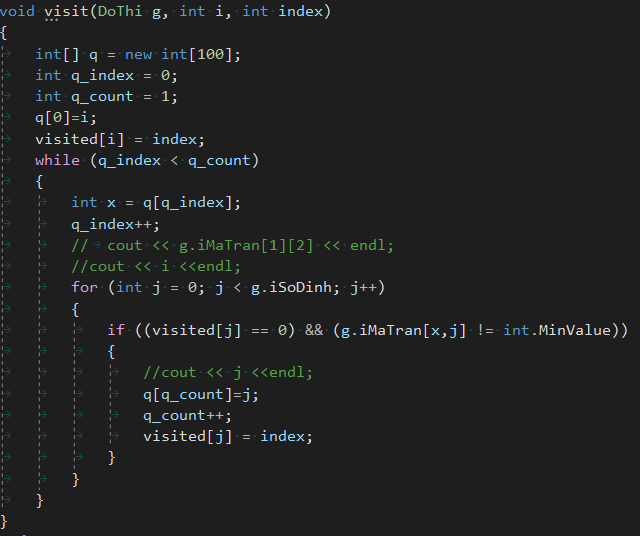 void visit(DoThi g, int i, int index)
{
    int[] q = new int[100];
    int q_index = 0;
    int q_count = 1;
    q[0]=i;
    visited[i] = index;
    while (q_index < q_count)
    {
        int x = q[q_index];
        q_index++;
        //  cout << g.iMaTran[1][2] << endl;
        //cout << i <<endl;
        for (int j = 0; j < g.iSoDinh; j++)
        {
            if ((visited[j] == 0) && (g.iMaTran[x,j] != int.MinValue))
            {
                //cout << j <<endl;
                q[q_count]=j;
                q_count++;
                visited[j] = index;
            }
        }
    }
}